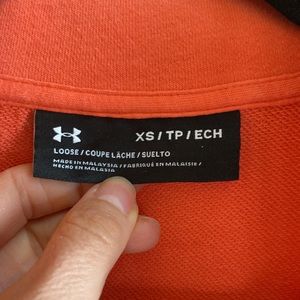 XS / TP / ECH
LOOSE / COUPE LÂCHE / SUELTO
MADE IN MALAYSIA / FABRIQUÉ EN MALAISIE /
HECHO EN MALASIA